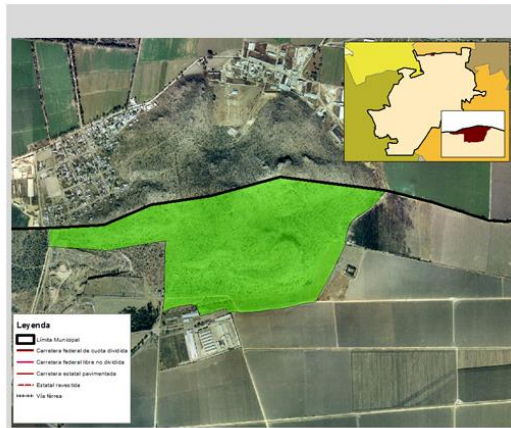 Leyenda
Límite Municipal
Carretera federal de cuota dividida
Carretera federal libre no dividida
Carretera estatal pavimentada
Estatal revestida
Vía férrea